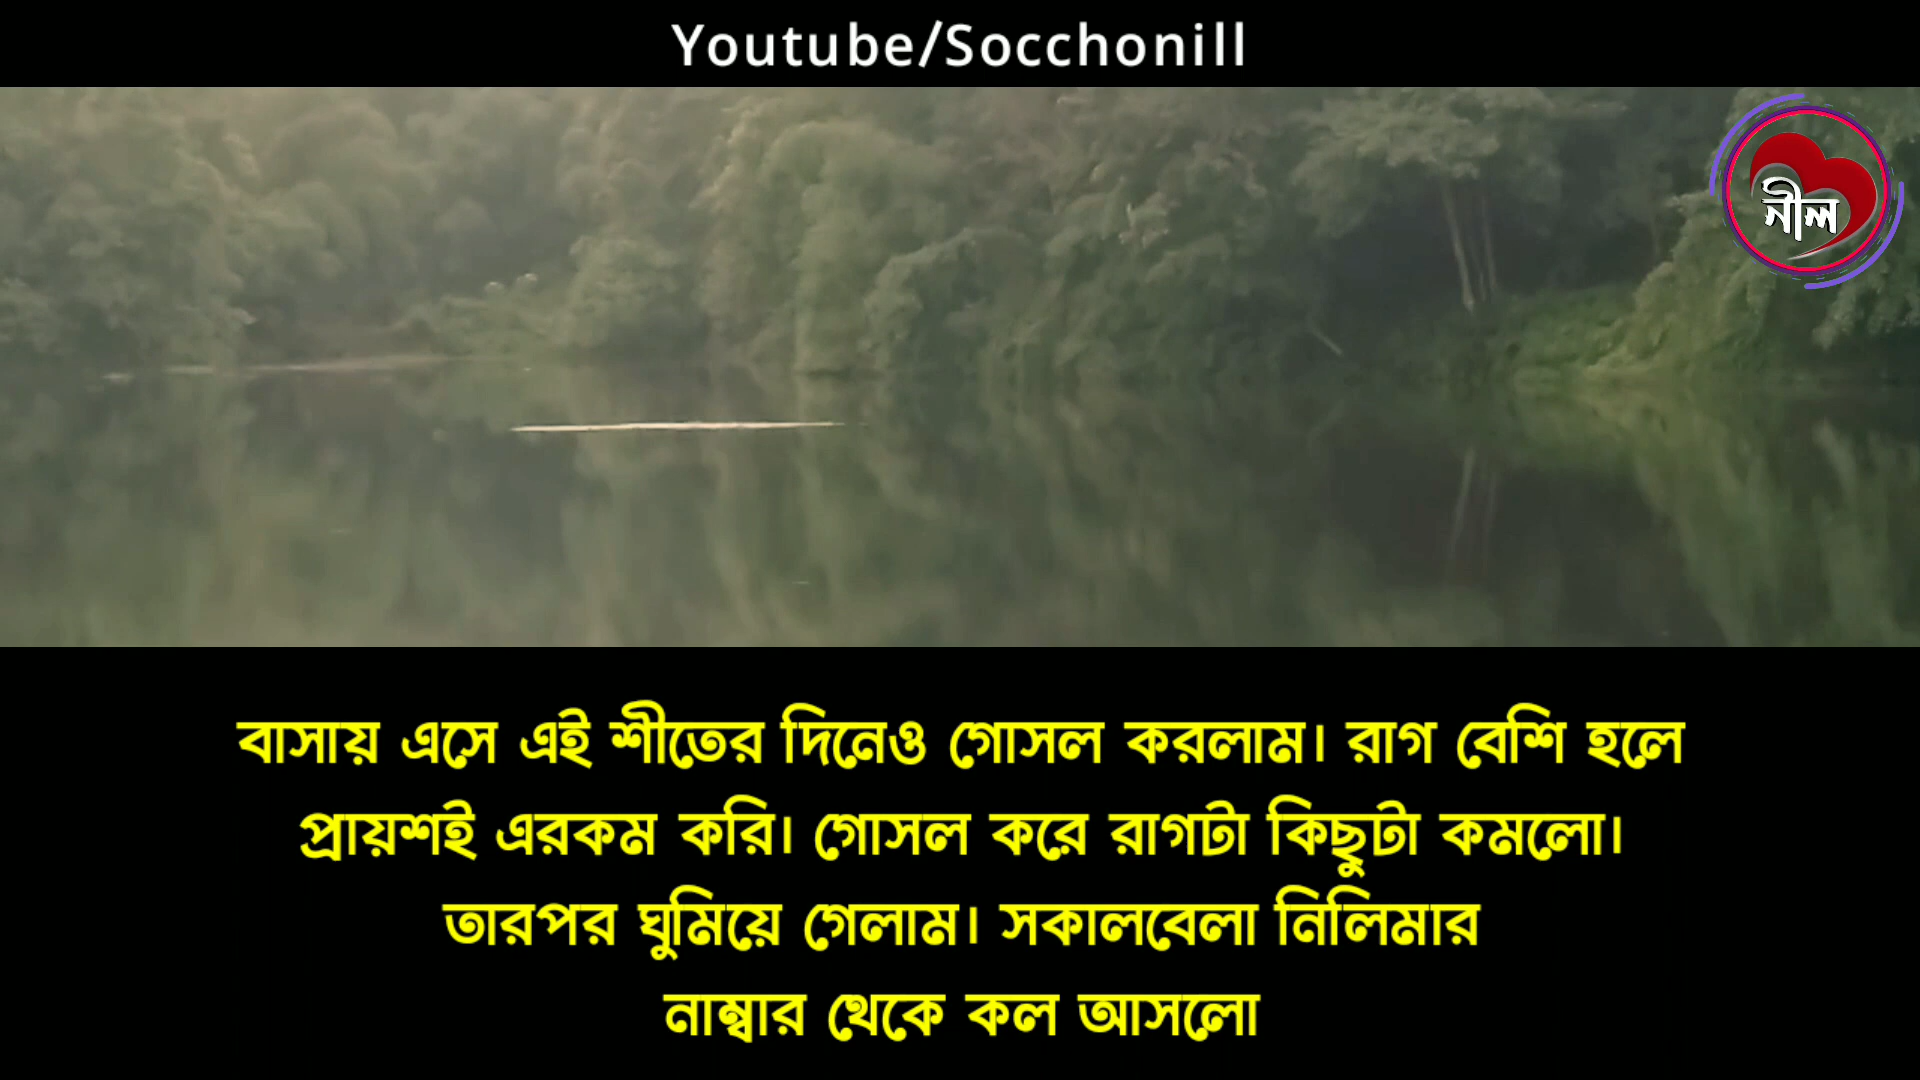 Youtube/Socchonill
নীল
বাসায় এসে এই শীতের দিনেও গোসল করলাম। রাগ বেশি হলে
প্রায়শই এরকম করি। গোসল করে রাগটা কিছুটা কমলো।
তারপর ঘুমিয়ে গেলাম। সকালবেলা নিলিমার
নাম্বার থেকে কল আসলো